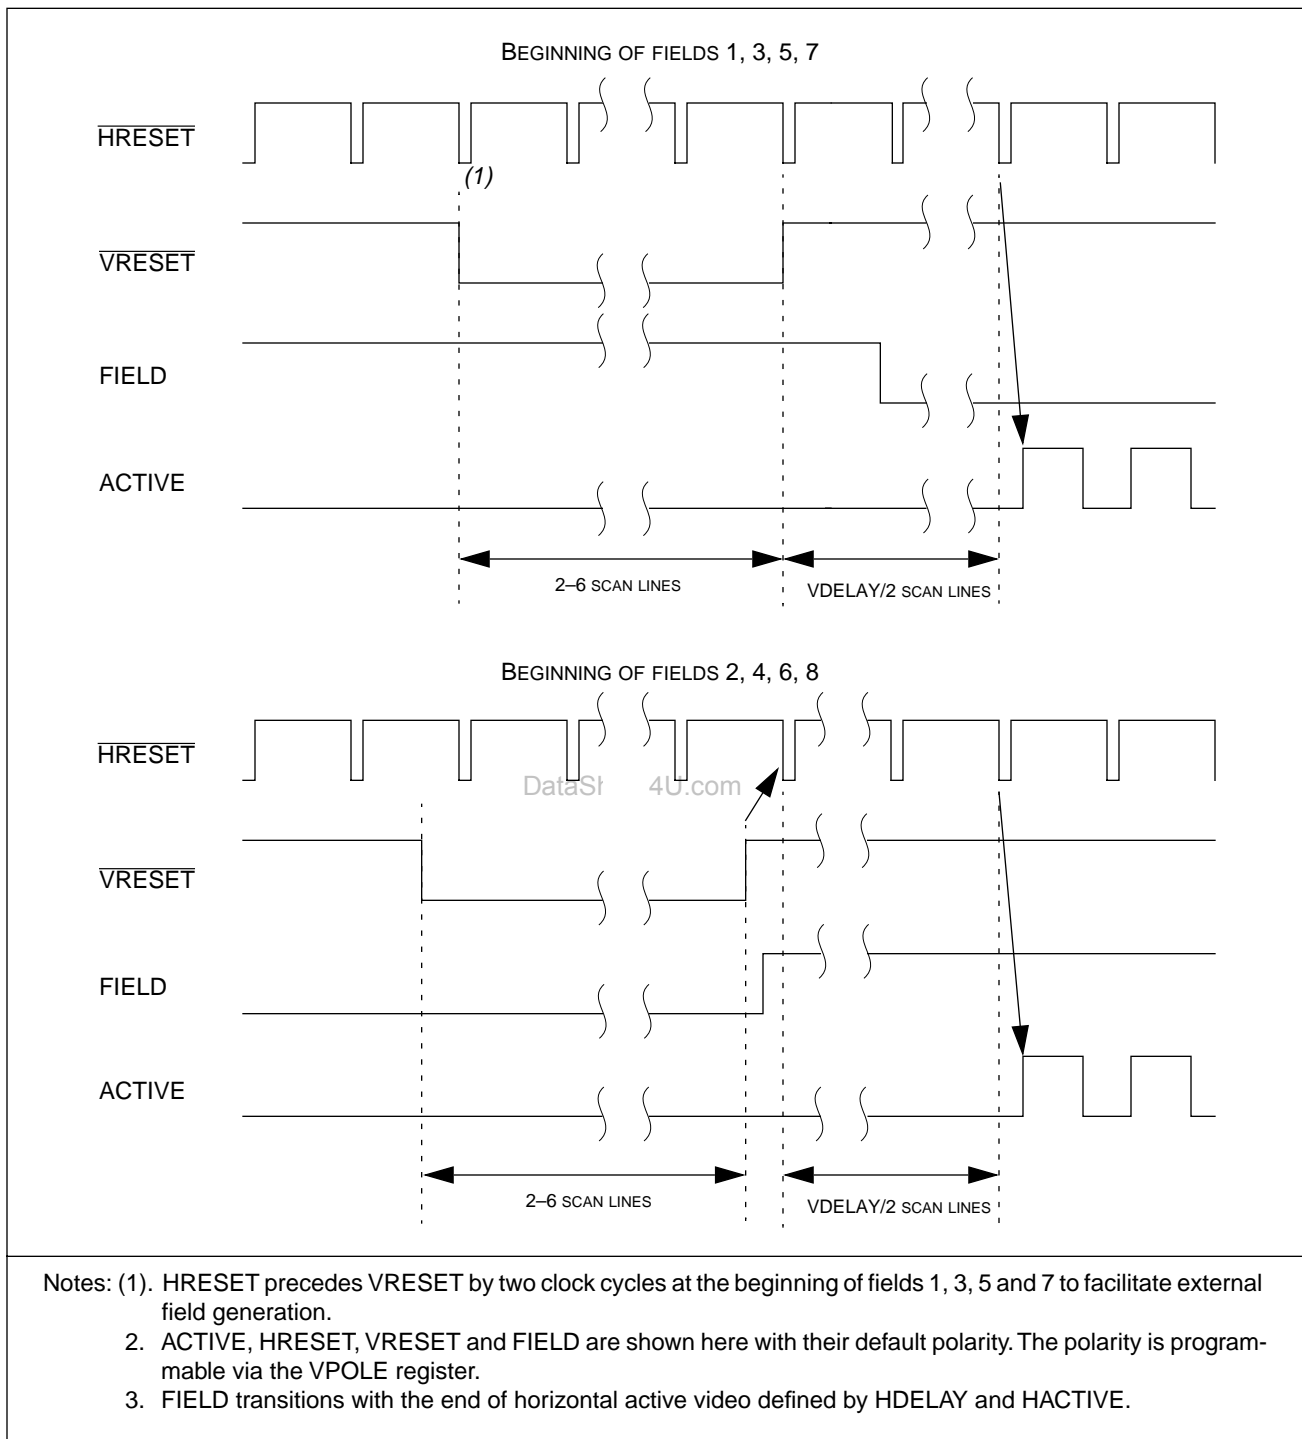 BEGINNING OF FIELDS 1, 3, 5, 7
HRESET
(1)
VRESET
FIELD
ACTIVE
2–6 SCAN LINES
VDELAY/2 SCAN LINES
BEGINNING OF FIELDS 2, 4, 6, 8
HRESET
DataSh 4U.com
VRESET
FIELD
ACTIVE
2–6 SCAN LINES
VDELAY/2 SCAN LINES
Notes: (1). HRESET precedes VRESET by two clock cycles at the beginning of fields 1, 3, 5 and 7 to facilitate external
field generation.
2. ACTIVE, HRESET, VRESET and FIELD are shown here with their default polarity. The polarity is program-
mable via the VPOLE register.
3. FIELD transitions with the end of horizontal active video defined by HDELAY and HACTIVE.